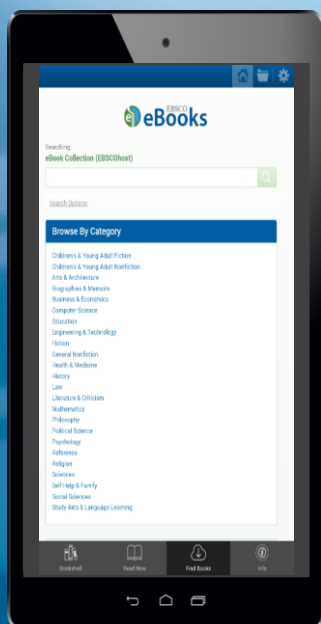 EBSCO
eBooks
Searching:
eBook Collection (EBSCOhost)
Search Options
Browse By Category
Children's & Young Adult Fiction
Children's & Young Adult Nonfiction
Arts & Architecture
Biographies & Memoirs
Business & Economics
Computer Science
Education
Engineering & Technology
Fiction
General Nonfiction
Health & Medicine
History
Law
Literature & Criticism
Mathematics
Philosophy
Political Science
Psychology
Reference
Religion
Sciences
Self-Help & Family
Social Sciences
Study Aids & Language Learning
Bookshelf
Read Now
Find Books
Info